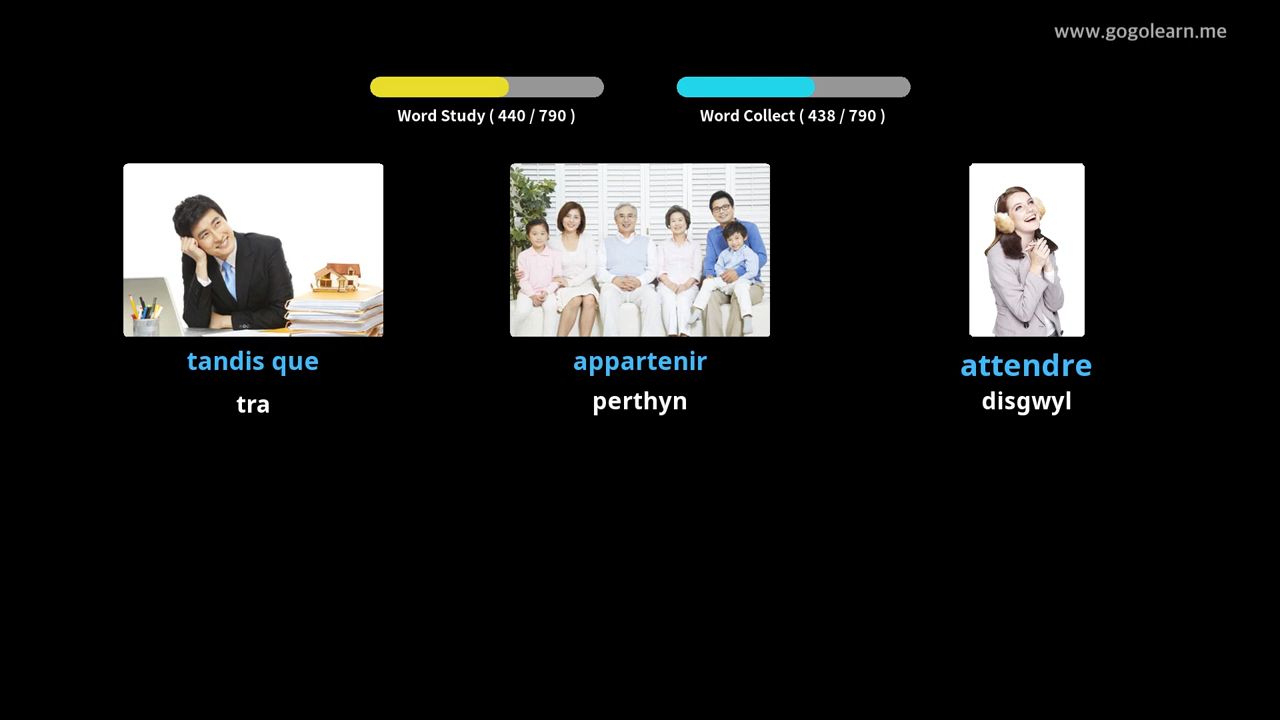 www.gogolearn.me
Word Study ( 440 / 790 )
Word Collect ( 438 / 790 )
tandis que
tra
appartenir
perthyn
attendre
disgwyl